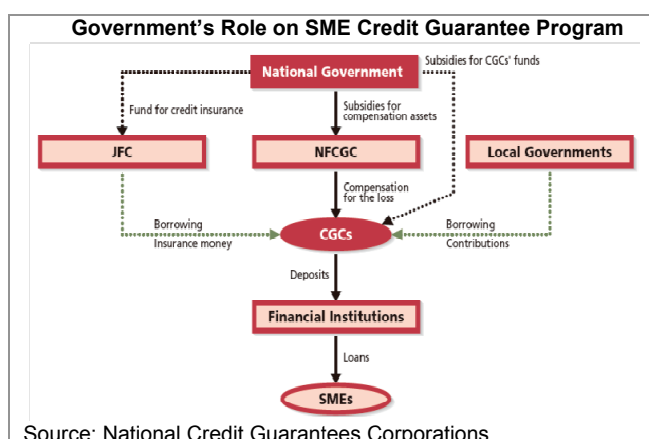 Government's Role on SME Credit Guarantee Program
Subsidies for CGCs' funds
National Government
Fund for credit insurance
Subsidies for
compensation assets
JFC
NFCGC
Local Governments
Compensation
for the loss
Borrowing
Insurance money
CGCs
Borrowing
Contributions
Deposits
Financial Institutions
Loans
SMEs
Source: National Credit Guarantees Corporations